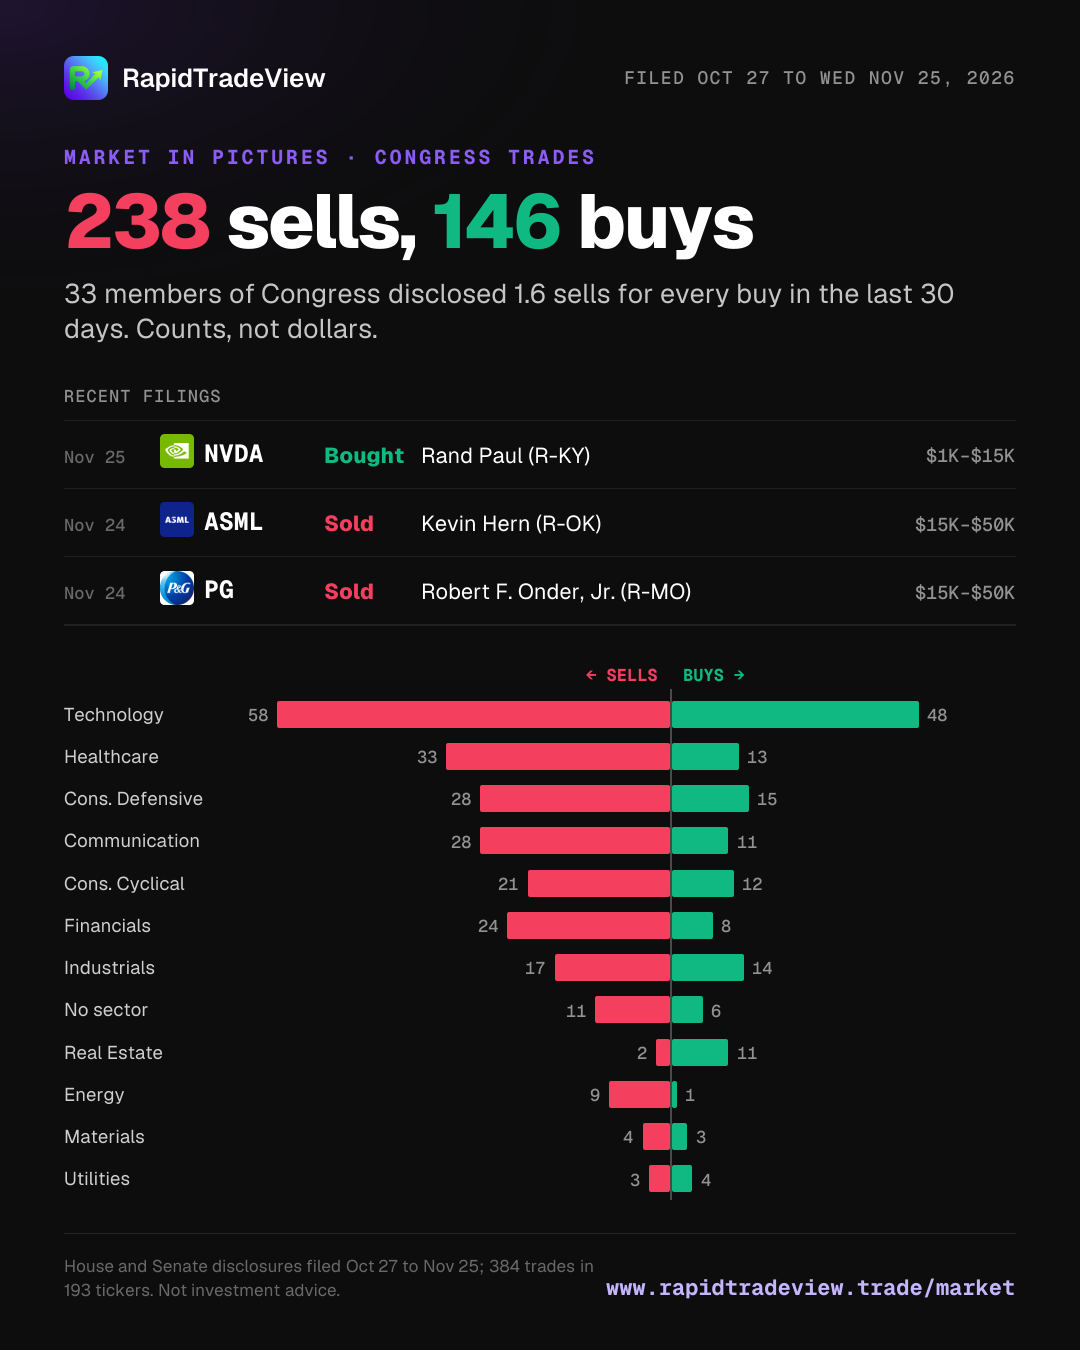 RapidTradeView
FILED OCT 27 TO WED NOV 25, 2026
MARKET IN PICTURES · CONGRESS TRADES
238 sells, 146 buys
33 members of Congress disclosed 1.6 sells for every buy in the last 30
days. Counts, not dollars.
RECENT FILINGS
Nov 25 NVDA Bought Rand Paul (R-KY) $1K–$15K
Nov 24 ASML ASML Sold Kevin Hern (R-OK) $15K–$50K
Nov 24 P&G PG Sold Robert F. Onder, Jr. (R-MO) $15K–$50K
← SELLS BUYS →
Technology 58 48
Healthcare 33 13
Cons. Defensive 28 15
Communication 28 11
Cons. Cyclical 21 12
Financials 24 8
Industrials 17 14
No sector 11 6
Real Estate 2 11
Energy 9 1
Materials 4 3
Utilities 3 4
House and Senate disclosures filed Oct 27 to Nov 25; 384 trades in
193 tickers. Not investment advice.
www.rapidtradeview.trade/market